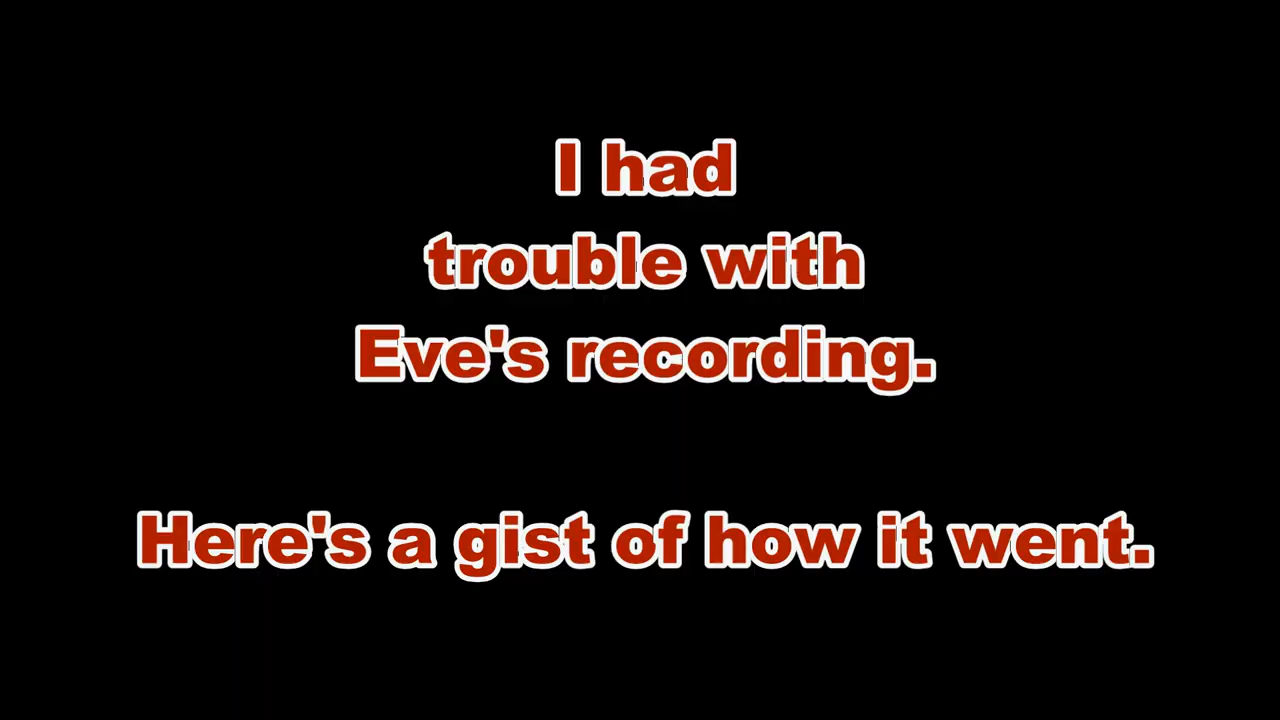 I had
trouble with
Eve's recording.
Here's a gist of how it went.